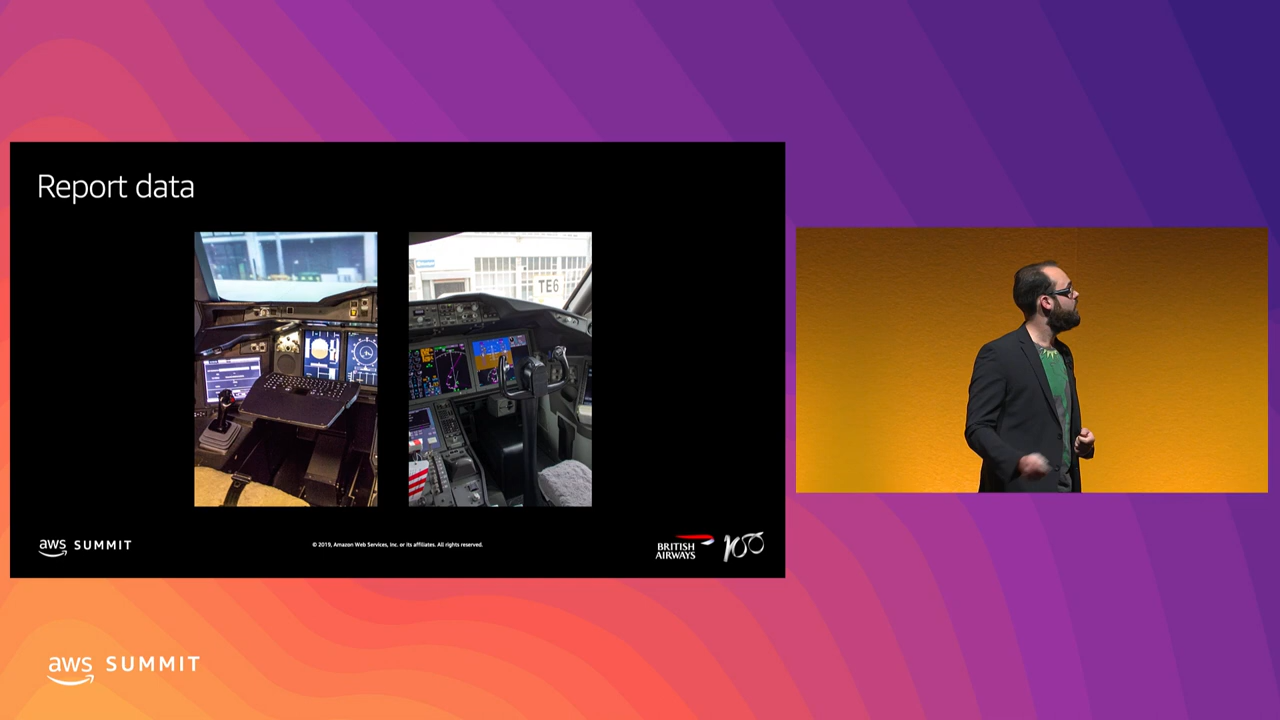 Report data
TE6
aws SUMMIT
© 2019, Amazon Web Services, Inc. or its affiliates. All rights reserved.
BRITISH
AIRWAYS
100
aws SUMMIT